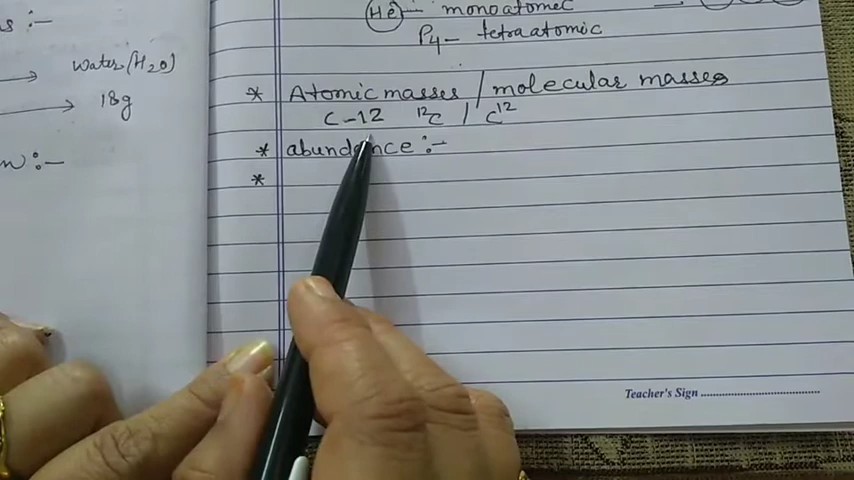 s :-
→ water (H2O)
→ 18g
n :-
He - monoatomic
P4 - tetraatomic
* Atomic masses / molecular masses
C-12 12C / C12
* abundance :-
*
Teacher's Sign